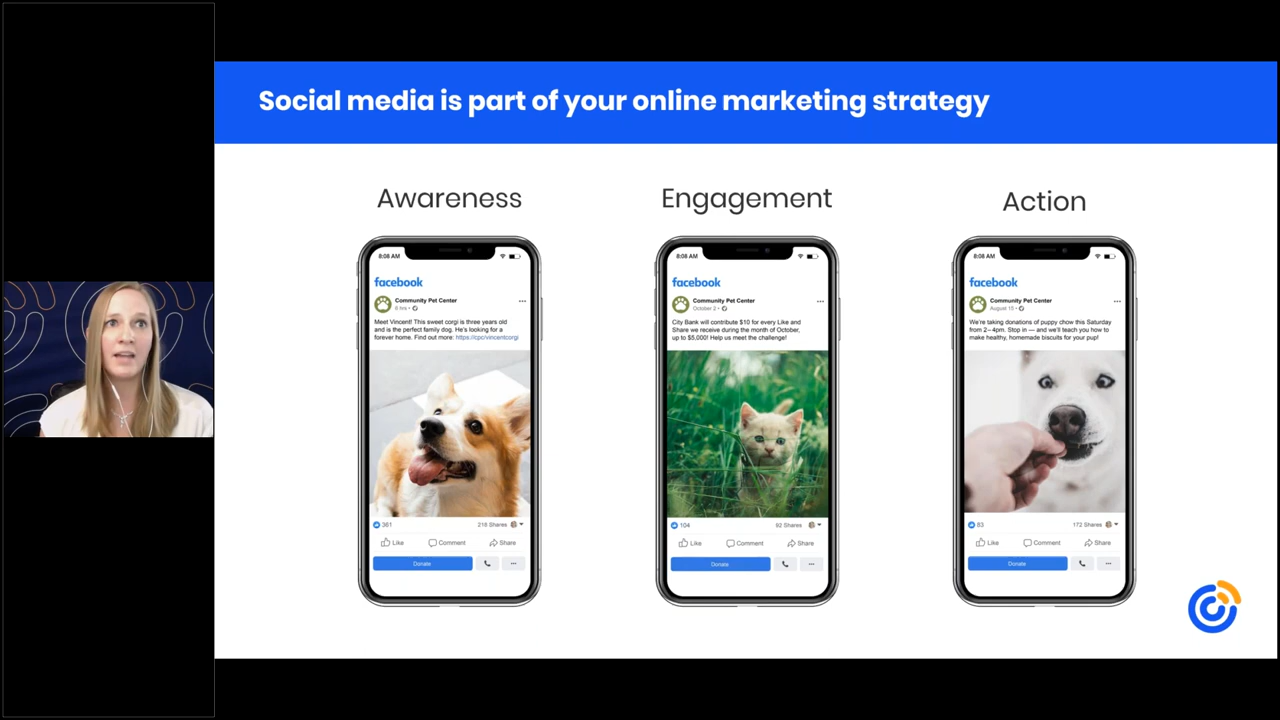 Social media is part of your online marketing strategy
Awareness
Engagement
Action
8:08 AM
facebook
Community Pet Center
6 hrs •
Meet Vincent! This sweet corgi is three years old
and is the perfect family dog. He's looking for a
forever home. Find out more: https://cpc/vincentcorgi
361
218 Shares
Like
Comment
Share
Donate
8:08 AM
facebook
Community Pet Center
October 2 •
City Bank will contribute $10 for every Like and
Share we receive during the month of October,
up to $5,000! Help us meet the challenge!
104
92 Shares
Like
Comment
Share
Donate
8:08 AM
facebook
Community Pet Center
August 15 •
We're taking donations of puppy chow this Saturday
from 2–4pm. Stop in — and we'll teach you how to
make healthy, homemade biscuits for your pup!
83
172 Shares
Like
Comment
Share
Donate